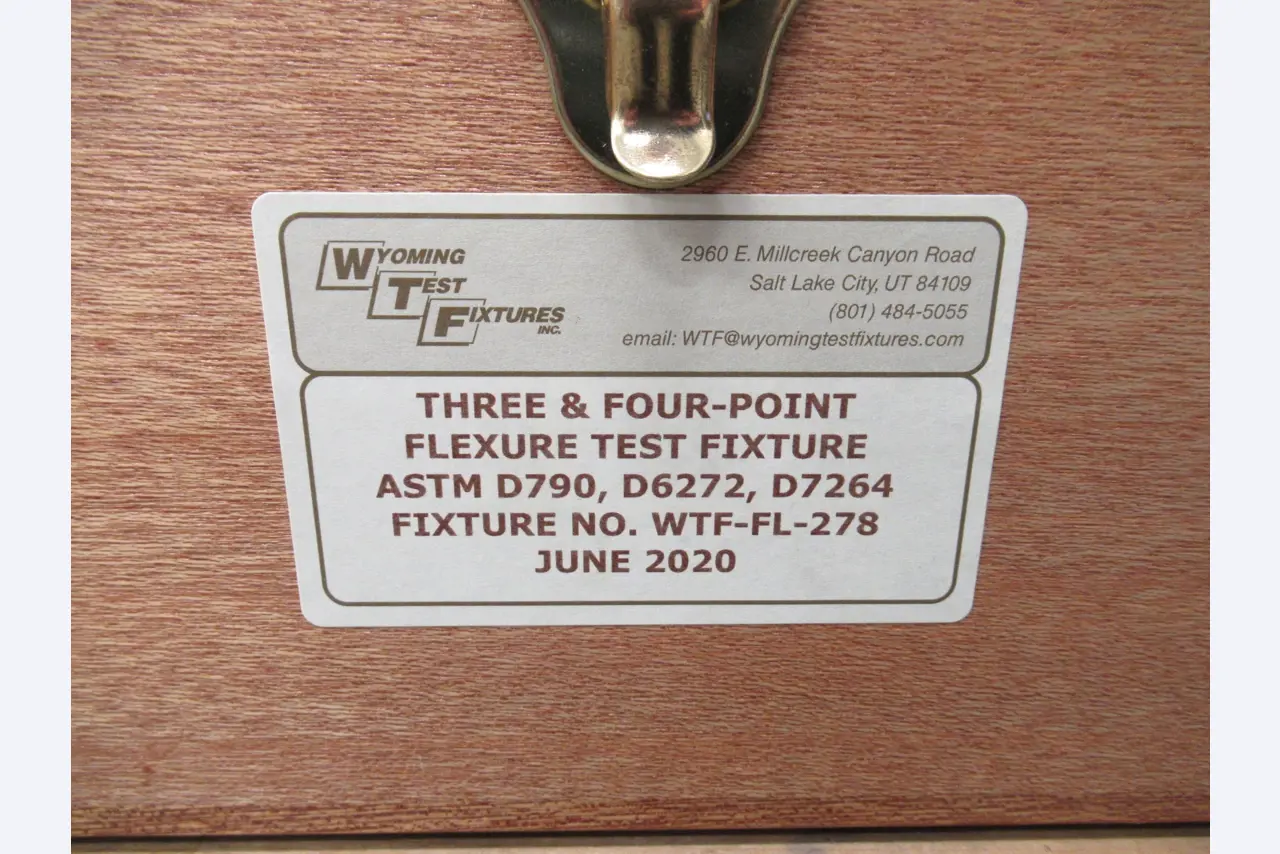 WYOMING
TEST
FIXTURES
INC.
2960 E. Millcreek Canyon Road
Salt Lake City, UT 84109
(801) 484-5055
email: WTF@wyomingtestfixtures.com
THREE & FOUR-POINT
FLEXURE TEST FIXTURE
ASTM D790, D6272, D7264
FIXTURE NO. WTF-FL-278
JUNE 2020